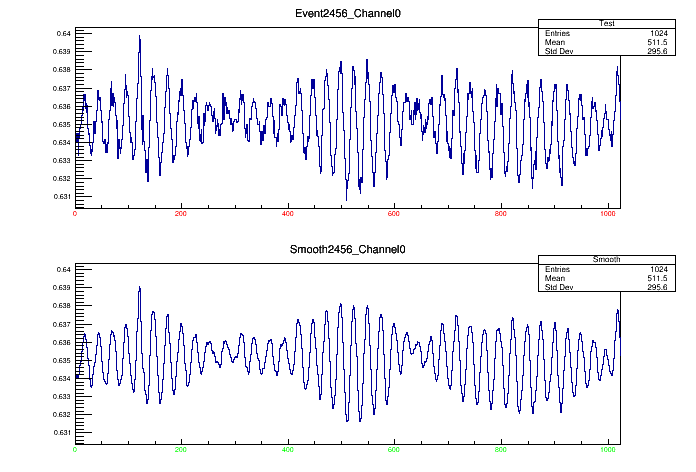 Event2456_Channel0
Test
Entries 1024
Mean 511.5
Std Dev 295.6
0.64
0.639
0.638
0.637
0.636
0.635
0.634
0.633
0.632
0.631
0 200 400 600 800 1000
Smooth2456_Channel0
Smooth
Entries 1024
Mean 511.5
Std Dev 295.6
0.64
0.639
0.638
0.637
0.636
0.635
0.634
0.633
0.632
0.631
0 200 400 600 800 1000